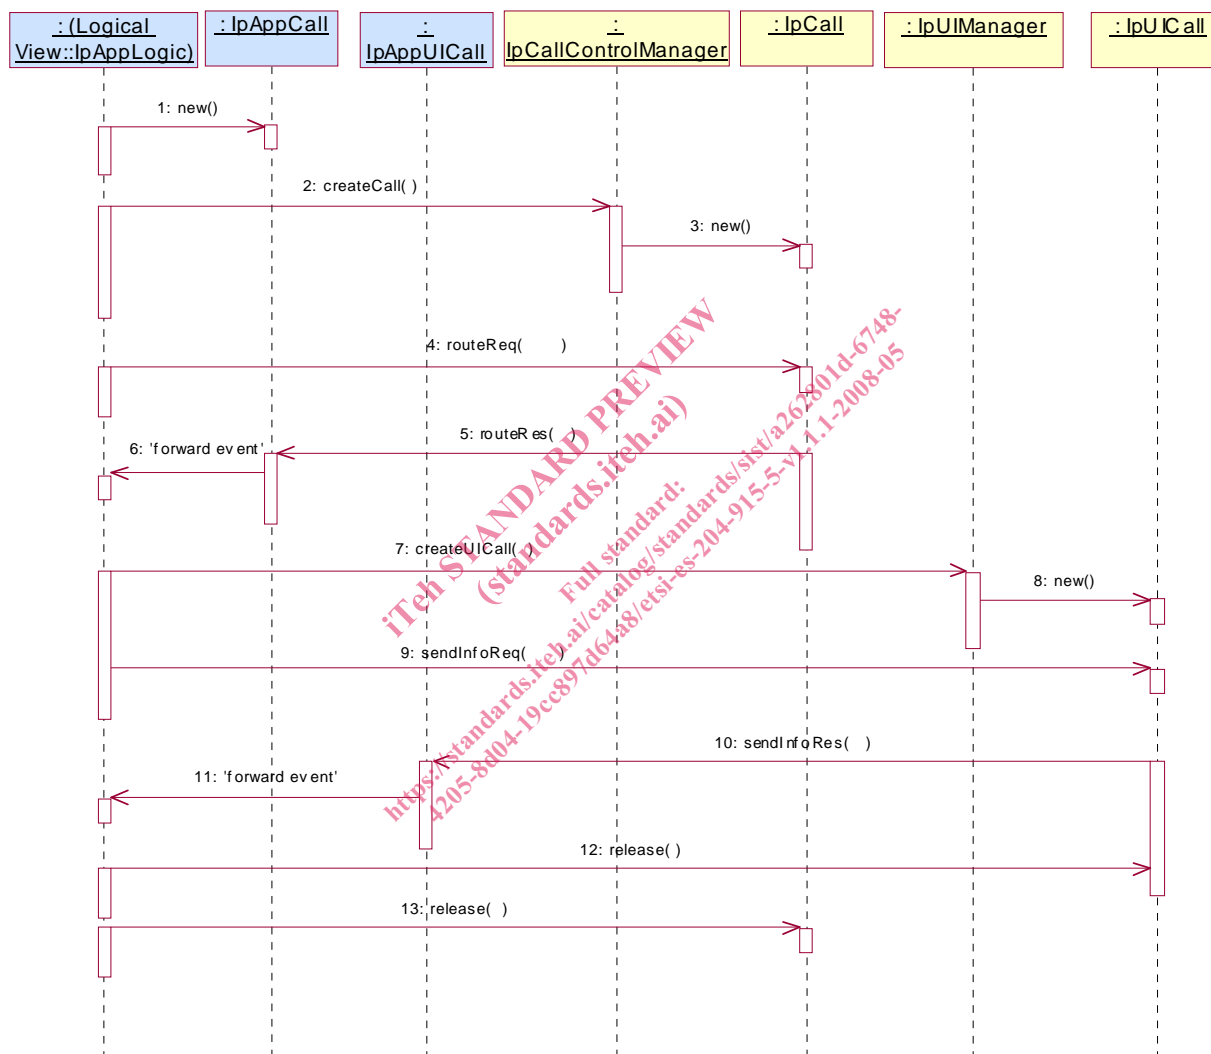 : (Logical
View::IpAppLogic)
: IpAppCall
:
IpAppUICall
:
IpCallControlManager
: IpCall
: IpUIManager
: IpUICall
1: new()
2: createCall( )
3: new()
4: routeReq( )
5: routeRes( )
6: 'forward event'
7: createUICall( )
8: new()
9: sendInfoReq( )
10: sendInfoRes( )
11: 'forward event'
12: release( )
13: release( )
iTeh STANDARD PREVIEW
(standards.iteh.ai)
Full standard:
https://standards.iteh.ai/catalog/standards/sist/a262801d-6748-
4205-8d04-19cc897d64a8/etsi-es-204-915-5-v1.1.1-2008-05